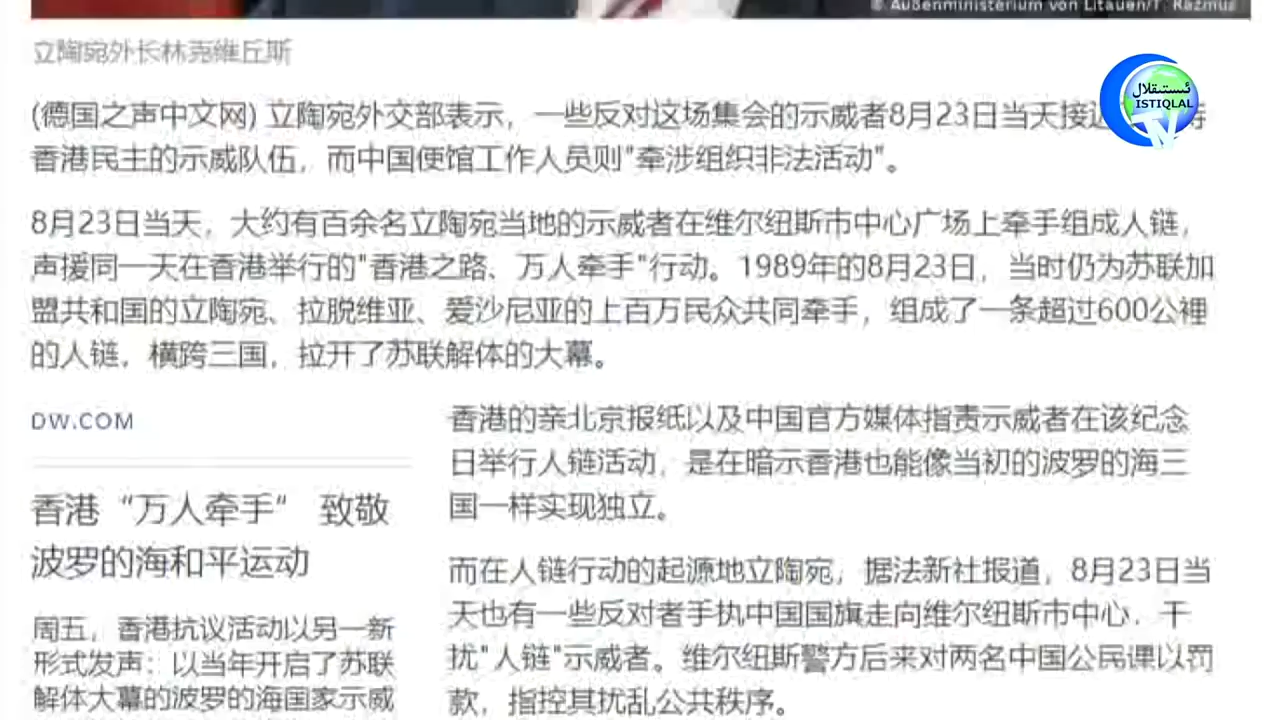 © Außenministerium von Litauen/T. Razmus
立陶宛外长林克维丘斯
ئىستىقلال
ISTIQLAL
TV
(德国之声中文网) 立陶宛外交部表示，一些反对这场集会的示威者8月23日当天接近 持
香港民主的示威队伍，而中国使馆工作人员则"牵涉组织非法活动"。
8月23日当天，大约有百余名立陶宛当地的示威者在维尔纽斯市中心广场上牵手组成人链，
声援同一天在香港举行的"香港之路、万人牵手"行动。1989年的8月23日，当时仍为苏联加
盟共和国的立陶宛、拉脱维亚、爱沙尼亚的上百万民众共同牵手，组成了一条超过600公裡
的人链，横跨三国，拉开了苏联解体的大幕。
DW.COM
香港“万人牵手” 致敬
波罗的海和平运动
周五，香港抗议活动以另一新
形式发声：以当年开启了苏联
解体大幕的波罗的海国家示威
香港的亲北京报纸以及中国官方媒体指责示威者在该纪念
日举行人链活动，是在暗示香港也能像当初的波罗的海三
国一样实现独立。
而在人链行动的起源地立陶宛，据法新社报道，8月23日当
天也有一些反对者手执中国国旗走向维尔纽斯市中心，干
扰"人链"示威者。维尔纽斯警方后来对两名中国公民课以罚
款，指控其扰乱公共秩序。